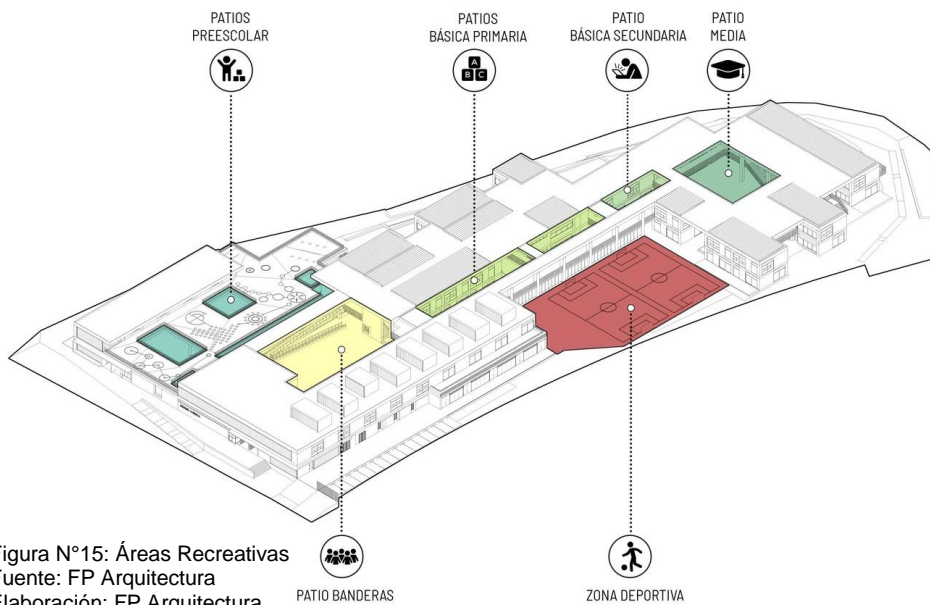 PATIOS
PREESCOLAR
PATIOS
BÁSICA PRIMARIA
PATIO
BÁSICA SECUNDARIA
PATIO
MEDIA
A
B C
igura N°15: Áreas Recreativas
uente: FP Arquitectura
laboración: FP Arquitectura
PATIO BANDERAS
ZONA DEPORTIVA